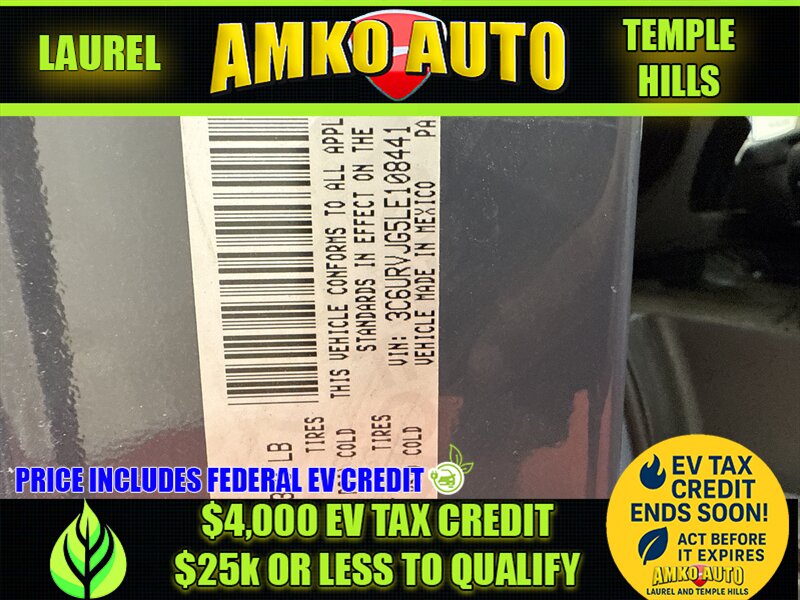 LAUREL
AMKO AUTO
TEMPLE
HILLS
THIS VEHICLE CONFORMS TO ALL APPL
STANDARDS IN EFFECT ON THE
VIN: 3C6URVJG5LE108441
VEHICLE MADE IN MEXICO PA
LB
TIRES
COLD
TIRES
COLD
PRICE INCLUDES FEDERAL EV CREDIT
$4,000 EV TAX CREDIT
$25k OR LESS TO QUALIFY
EV TAX
CREDIT
ENDS SOON!
ACT BEFORE
IT EXPIRES
AMKO AUTO
LAUREL AND TEMPLE HILLS